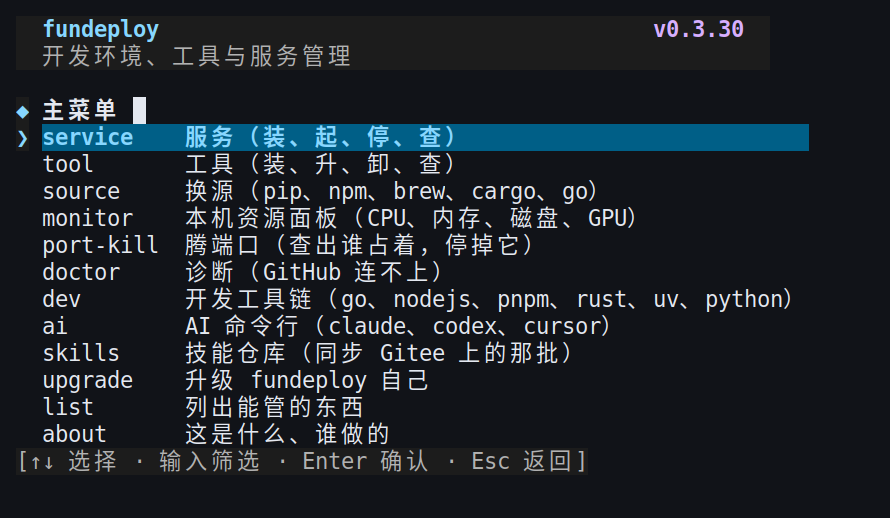 fundeploy v0.3.30
开发环境、工具与服务管理
◆ 主菜单
❯ service 服务（装、起、停、查）
tool 工具（装、升、卸、查）
source 换源（pip、npm、brew、cargo、go）
monitor 本机资源面板（CPU、内存、磁盘、GPU）
port-kill 腾端口（查出谁占着，停掉它）
doctor 诊断（GitHub 连不上）
dev 开发工具链（go、nodejs、pnpm、rust、uv、python）
ai AI 命令行（claude、codex、cursor）
skills 技能仓库（同步 Gitee 上的那批）
upgrade 升级 fundeploy 自己
list 列出能管的东西
about 这是什么、谁做的
[↑↓ 选择 · 输入筛选 · Enter 确认 · Esc 返回]